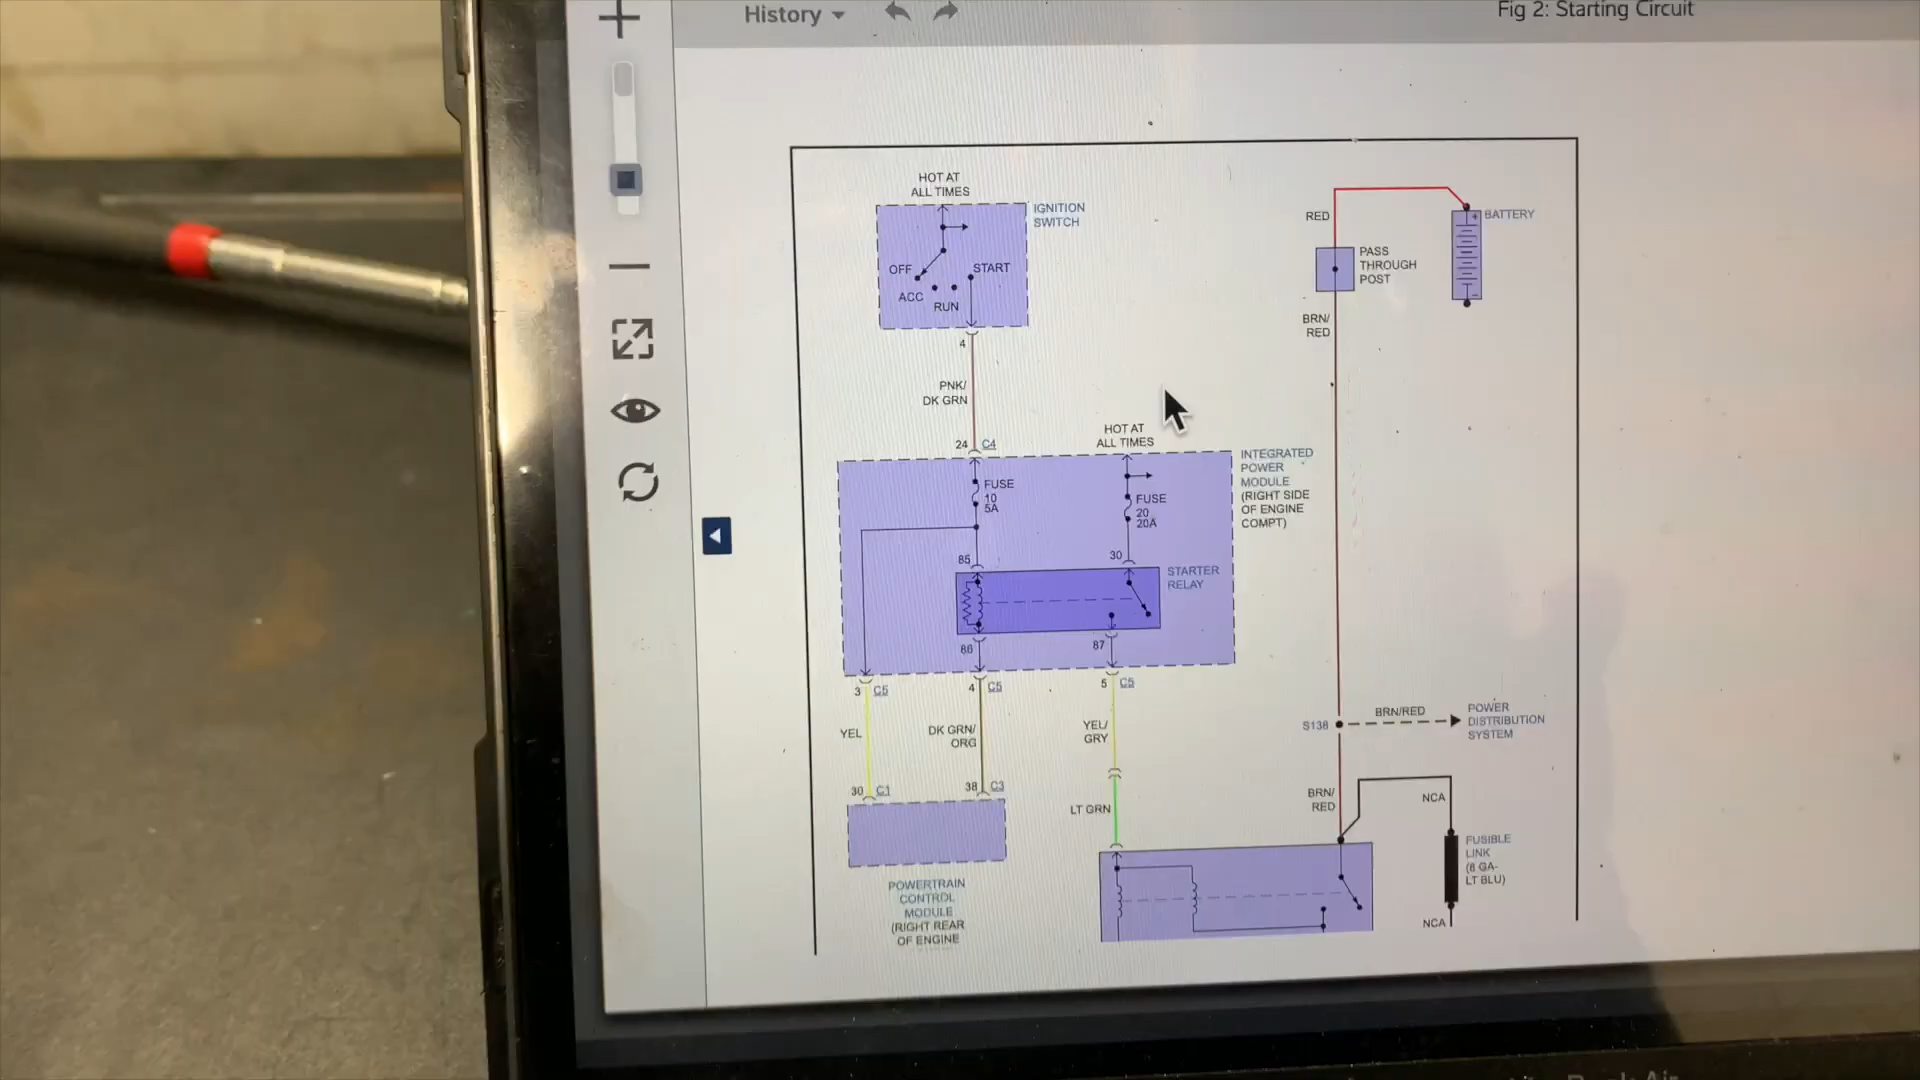 History
Fig 2: Starting Circuit
HOT AT
ALL TIMES
IGNITION
SWITCH
OFF
START
ACC
RUN
4
PNK/
DK GRN
24 C4
HOT AT
ALL TIMES
INTEGRATED
POWER
MODULE
(RIGHT SIDE
OF ENGINE
COMPT)
FUSE
10
5A
FUSE
20
20A
85
30
STARTER
RELAY
86
87
3 C5
4 C5
5 C5
YEL
DK GRN/
ORG
YEL/
GRY
30 C1
38 C3
LT GRN
POWERTRAIN
CONTROL
MODULE
(RIGHT REAR
OF ENGINE
RED
BATTERY
+
-
PASS
THROUGH
POST
BRN/
RED
S138
BRN/RED
POWER
DISTRIBUTION
SYSTEM
BRN/
RED
NCA
FUSIBLE
LINK
(8 GA-
LT BLU)
NCA